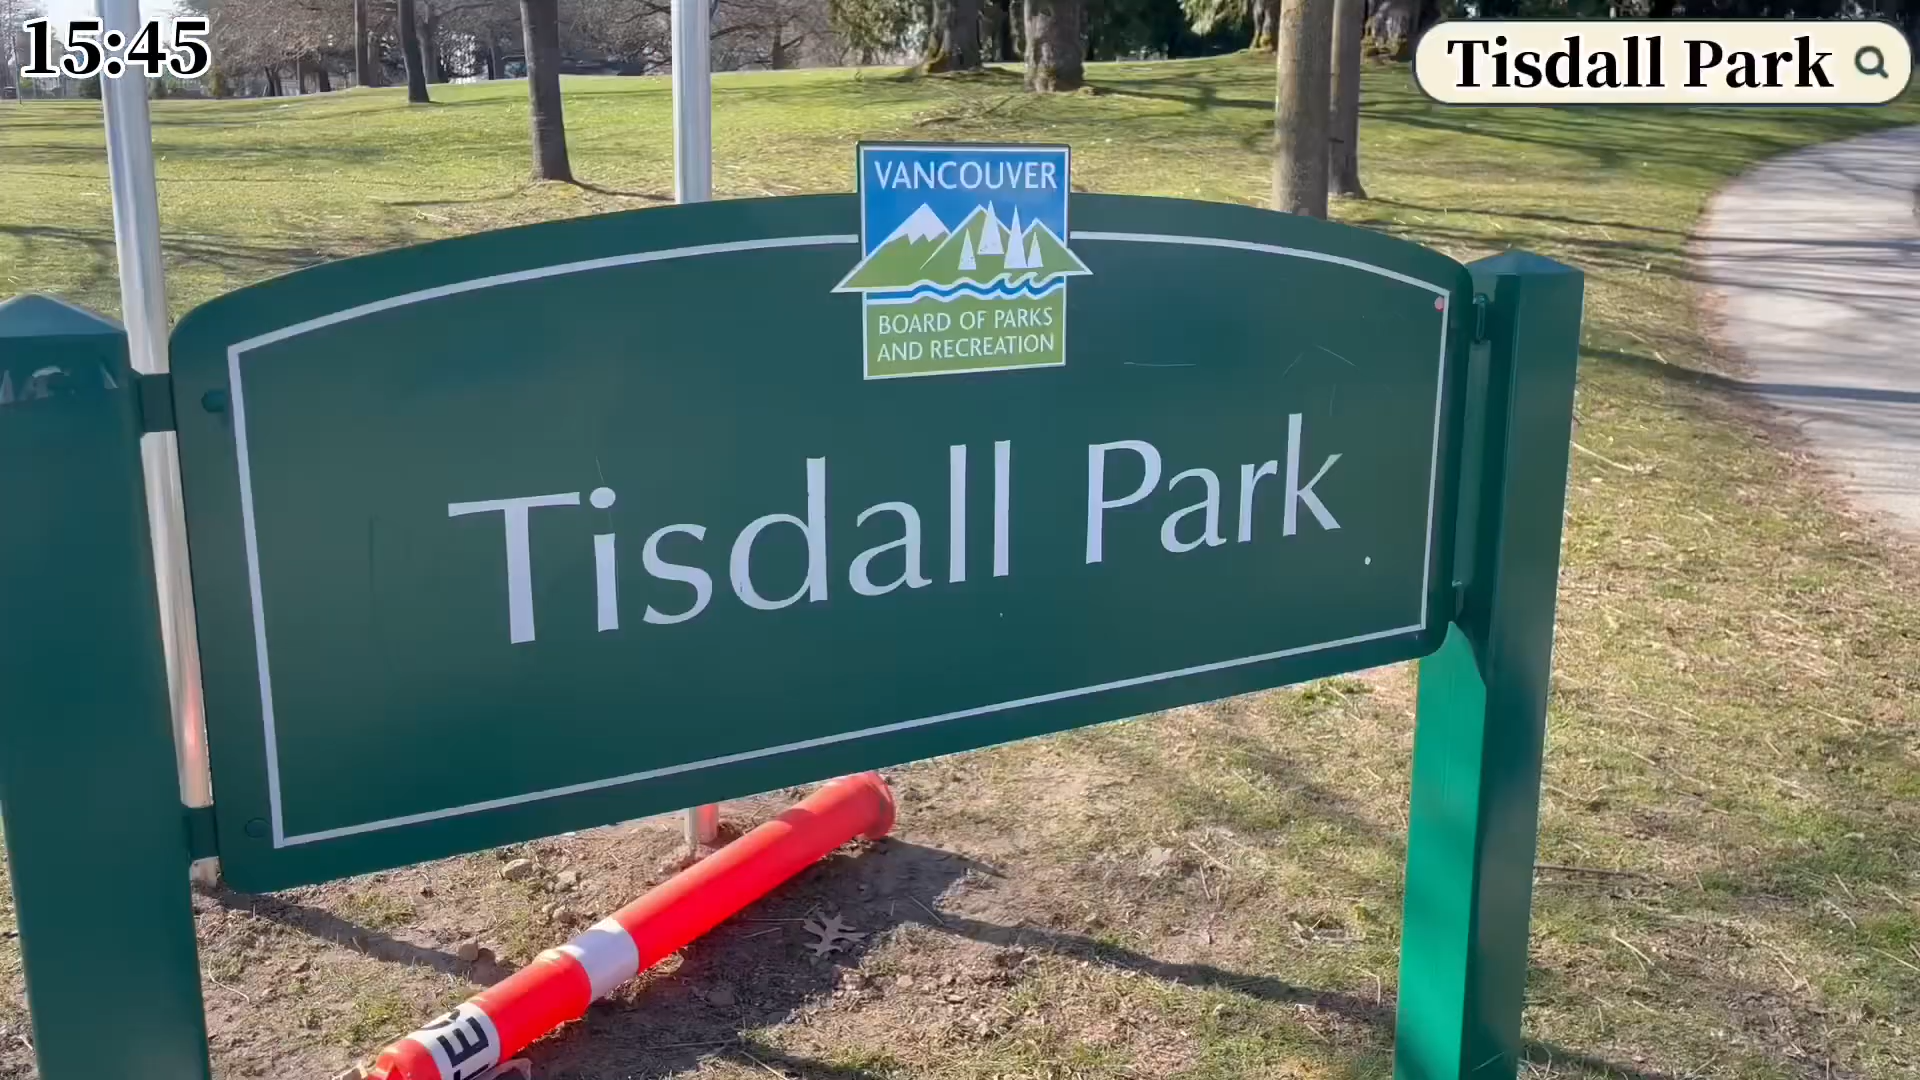 15:45
Tisdall Park
VANCOUVER
BOARD OF PARKS
AND RECREATION
Tisdall Park